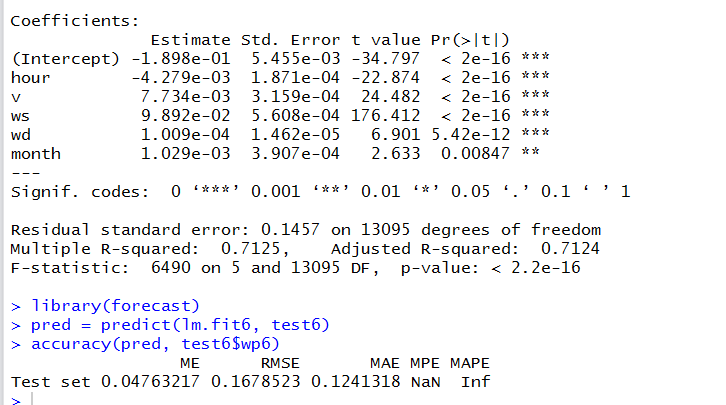 Coefficients:
              Estimate Std. Error t value Pr(>|t|)
(Intercept) -1.898e-01  5.455e-03 -34.797  < 2e-16 ***
hour        -4.279e-03  1.871e-04 -22.874  < 2e-16 ***
v            7.734e-03  3.159e-04  24.482  < 2e-16 ***
ws           9.892e-02  5.608e-04 176.412  < 2e-16 ***
wd           1.009e-04  1.462e-05   6.901 5.42e-12 ***
month        1.029e-03  3.907e-04   2.633  0.00847 **
---
Signif. codes:  0 ‘***’ 0.001 ‘**’ 0.01 ‘*’ 0.05 ‘.’ 0.1 ‘ ’ 1
Residual standard error: 0.1457 on 13095 degrees of freedom
Multiple R-squared:  0.7125,    Adjusted R-squared:  0.7124
F-statistic:  6490 on 5 and 13095 DF,  p-value: < 2.2e-16
> library(forecast)
> pred = predict(lm.fit6, test6)
> accuracy(pred, test6$wp6)
                 ME      RMSE       MAE MPE MAPE
Test set 0.04763217 0.1678523 0.1241318 NaN  Inf
>